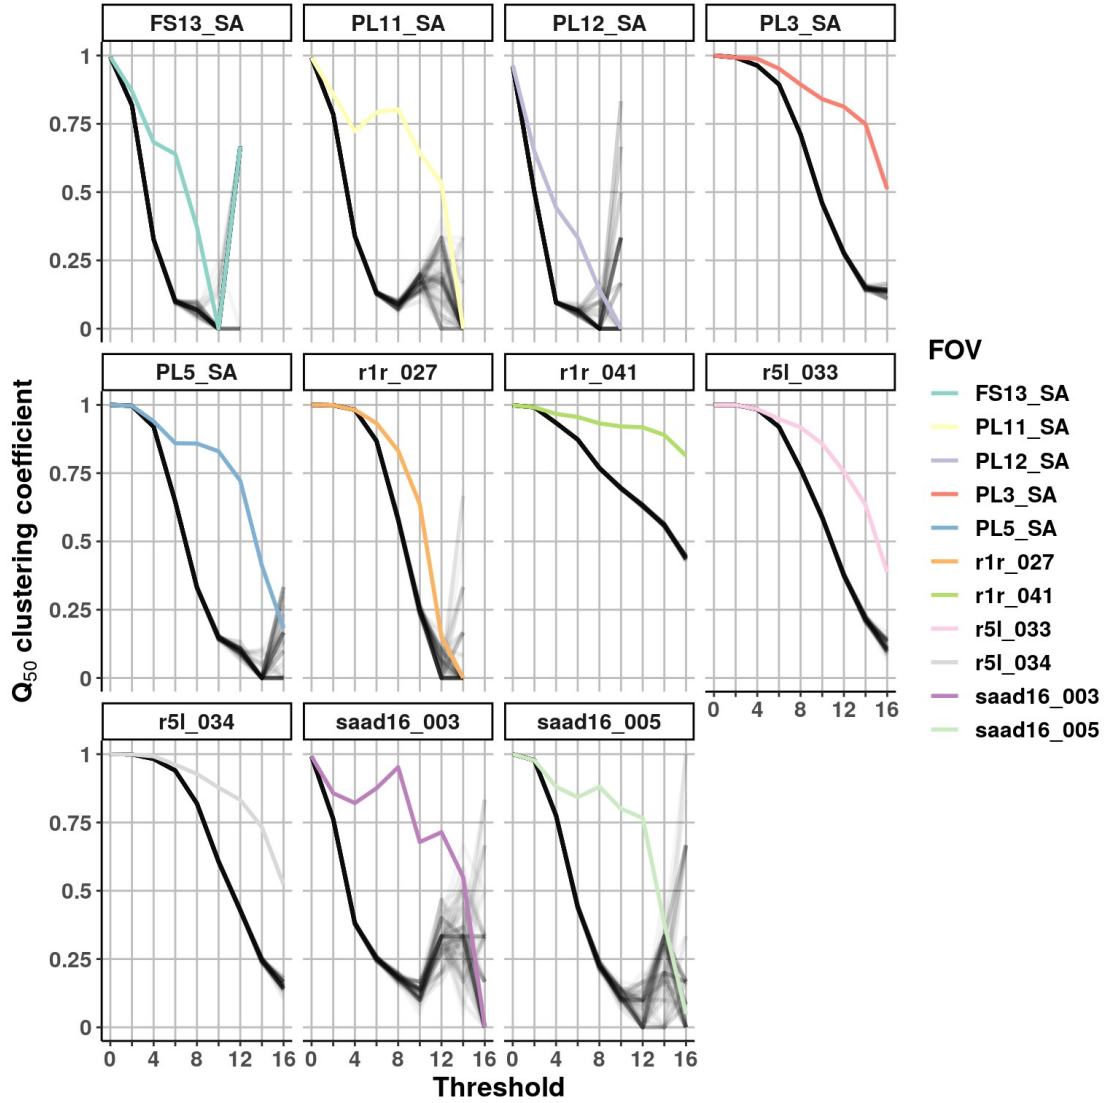 FS13_SA PL11_SA PL12_SA PL3_SA
1
0.75
0.5
0.25
0
PL5_SA r1r_027 r1r_041 r5l_033
1
0.75
0.5
0.25
0
0 4 8 12 16
r5l_034 saad16_003 saad16_005
1
0.75
0.5
0.25
0
0 4 8 12 16 0 4 8 12 16 0 4 8 12 16
Threshold
Q50 clustering coefficient
FOV
FS13_SA
PL11_SA
PL12_SA
PL3_SA
PL5_SA
r1r_027
r1r_041
r5l_033
r5l_034
saad16_003
saad16_005